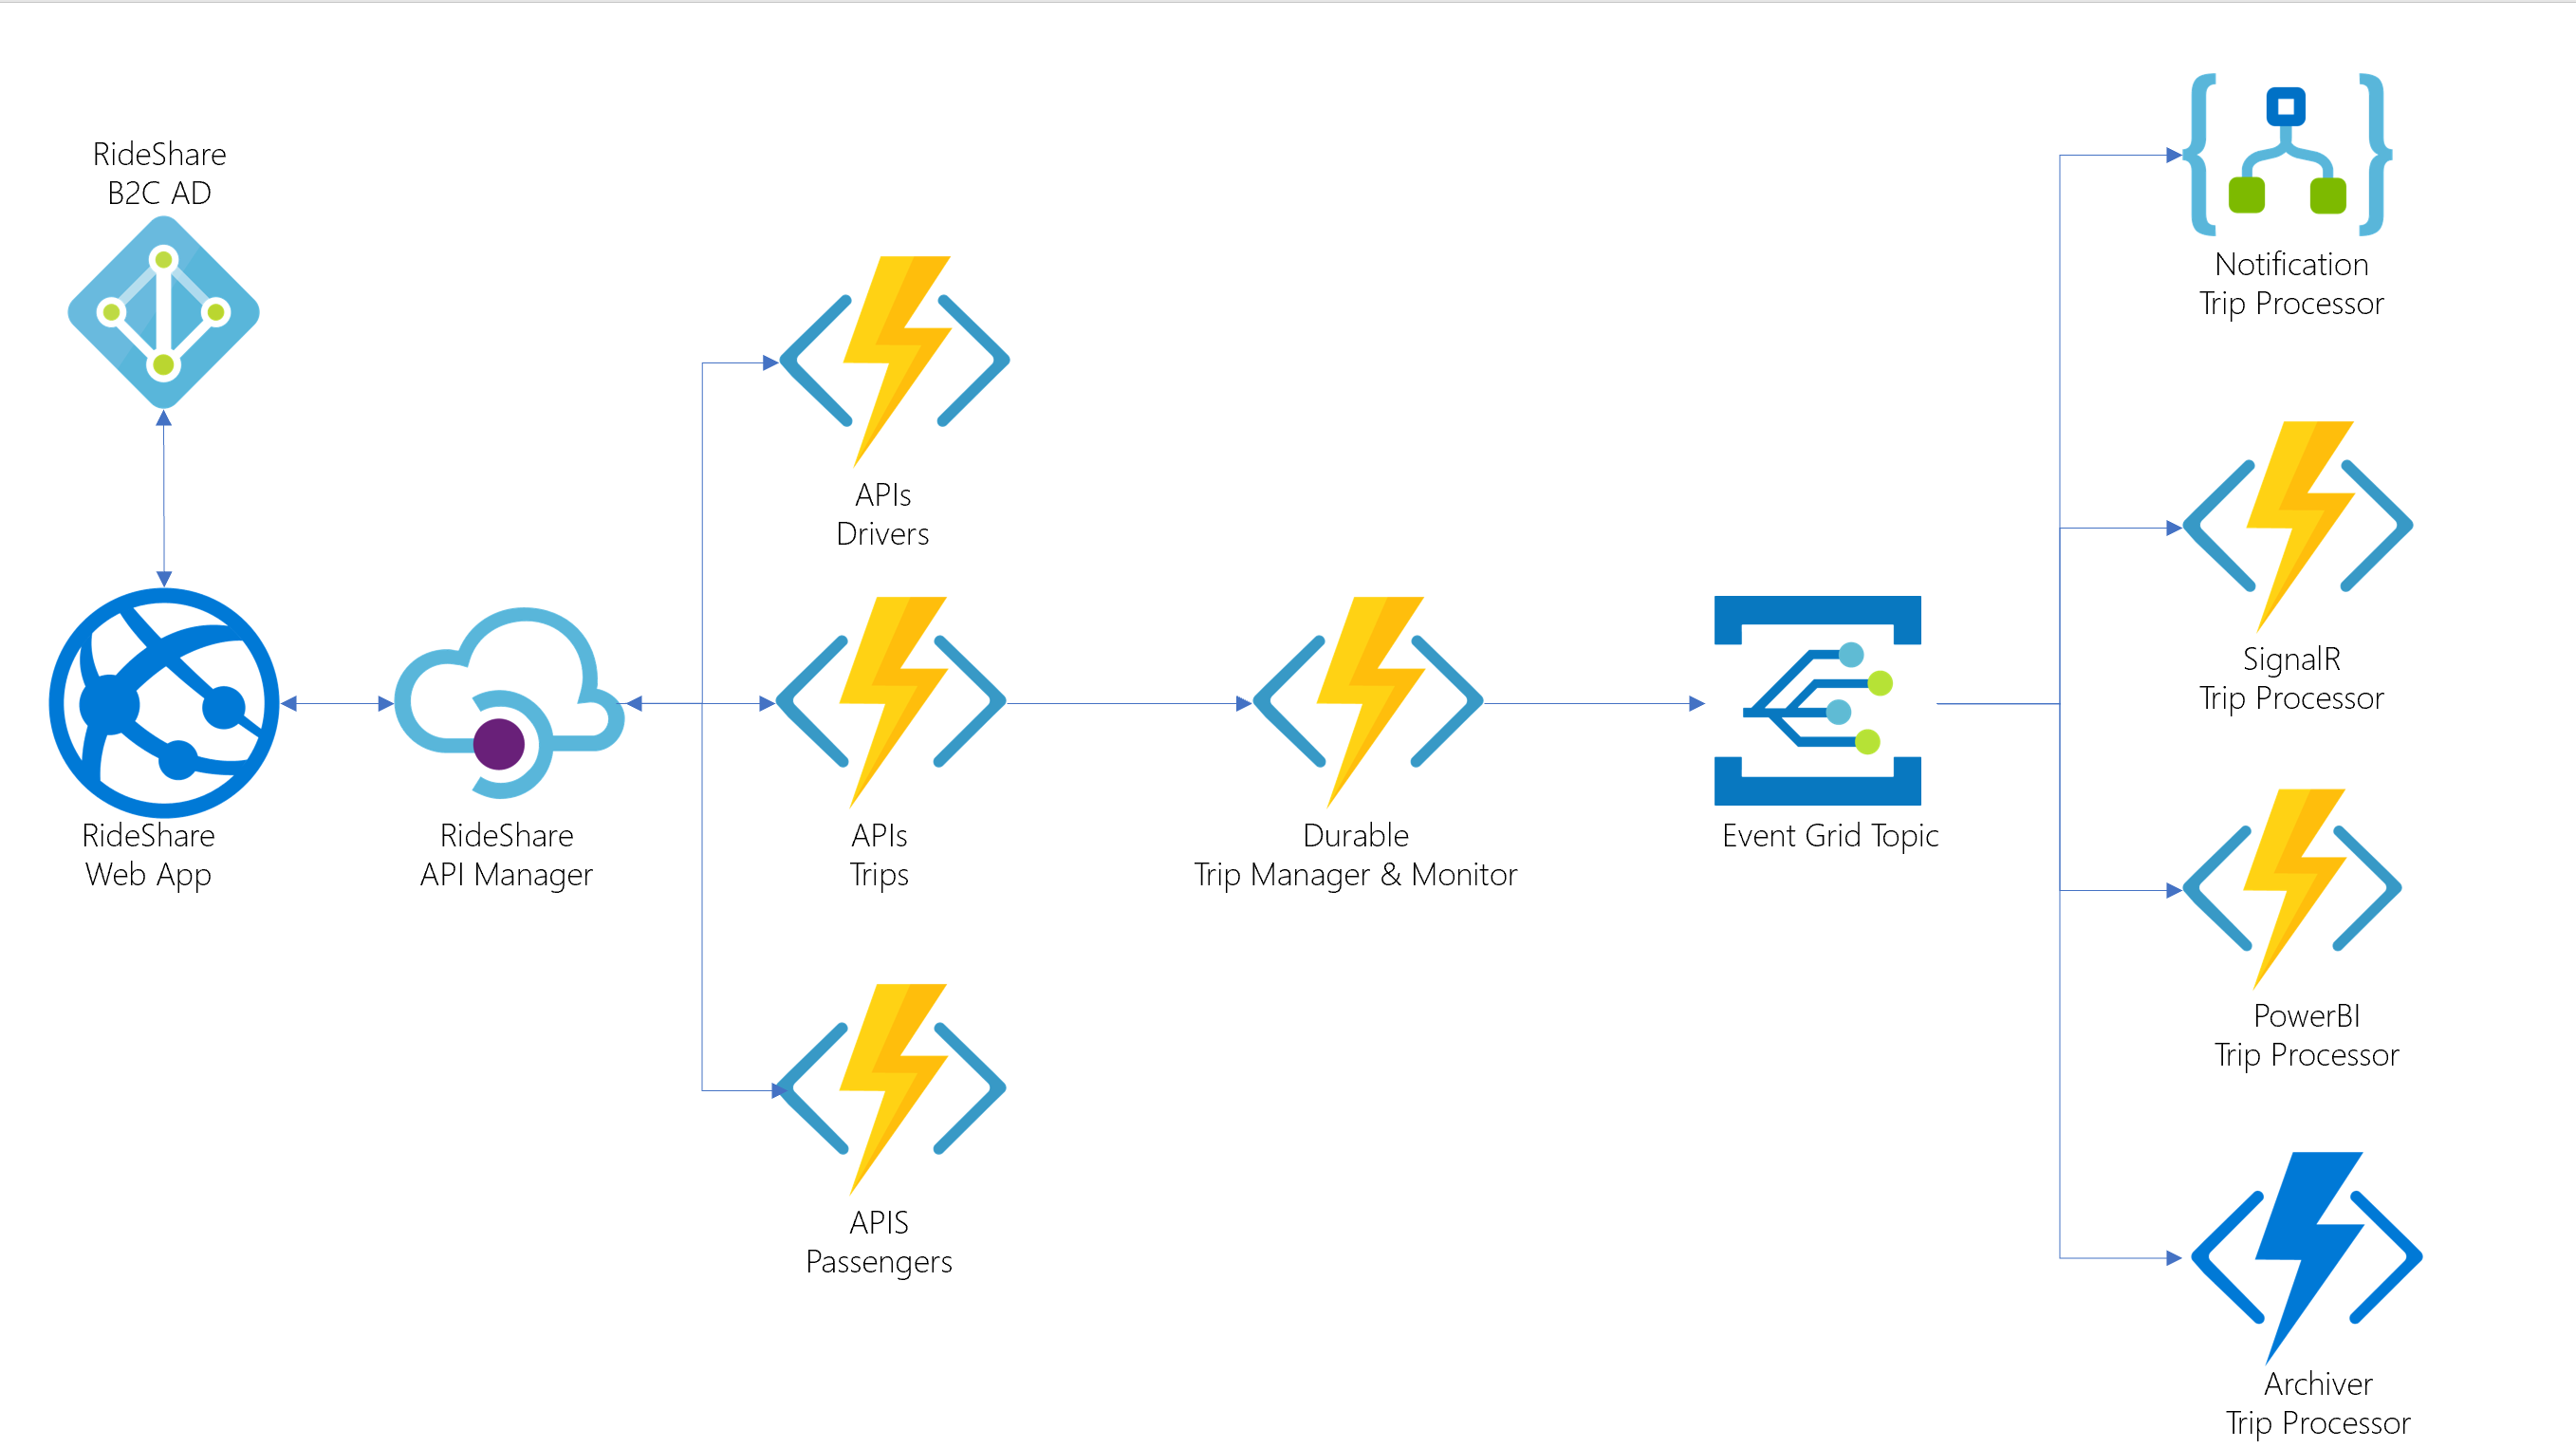 RideShare
B2C AD
RideShare
Web App
RideShare
API Manager
APIs
Drivers
APIs
Trips
APIS
Passengers
Durable
Trip Manager & Monitor
Event Grid Topic
Notification
Trip Processor
SignalR
Trip Processor
PowerBI
Trip Processor
Archiver
Trip Processor